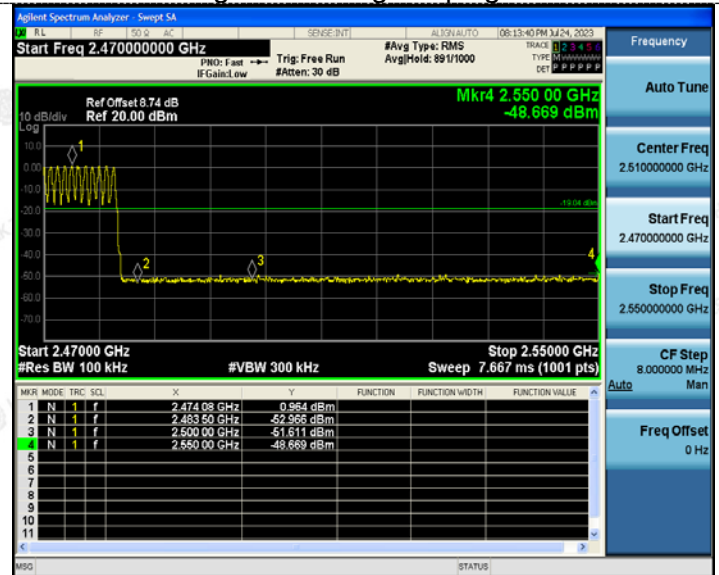 Agilent Spectrum Analyzer - Swept SA
RL RF 50 Ω AC SENSE:INT ALIGNAUTO 08:13:40 PM Jul 24, 2023
Start Freq 2.470000000 GHz
PNO: Fast
IFGain:Low
Trig: Free Run
#Atten: 30 dB
#Avg Type: RMS
Avg|Hold: 891/1000
TRACE 1 2 3 4 5 6
TYPE MWWWWW
DET P P P P P P
Ref Offset 8.74 dB
10 dB/div Ref 20.00 dBm
Log
Mkr4 2.550 00 GHz
-48.669 dBm
10.0
0.00
-10.0
-20.0
-30.0
-40.0
-50.0
-60.0
-70.0
1
2
3
4
-19.04 dBm
Start 2.47000 GHz Stop 2.55000 GHz
#Res BW 100 kHz #VBW 300 kHz Sweep 7.667 ms (1001 pts)
MKR MODE TRC SCL X Y FUNCTION FUNCTION WIDTH FUNCTION VALUE
1 N 1 f 2.474 08 GHz 0.964 dBm
2 N 1 f 2.483 50 GHz -52.966 dBm
3 N 1 f 2.500 00 GHz -51.611 dBm
4 N 1 f 2.550 00 GHz -48.669 dBm
5
6
7
8
9
10
11
MSG STATUS
Frequency
Auto Tune
Center Freq
2.510000000 GHz
Start Freq
2.470000000 GHz
Stop Freq
2.550000000 GHz
CF Step
8.000000 MHz
Auto Man
Freq Offset
0 Hz